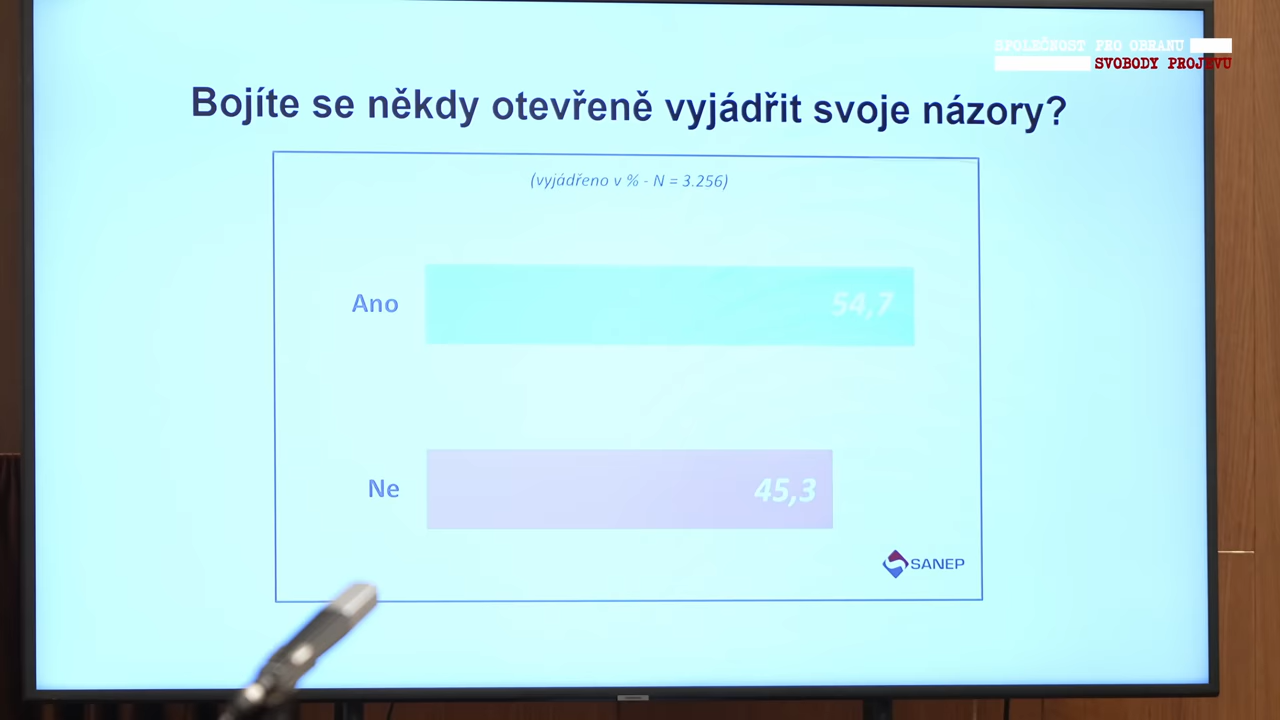 SPOLEČNOST PRO OBRANU
SVOBODY PROJEVU
Bojíte se někdy otevřeně vyjádřit svoje názory?
(vyjádřeno v % - N = 3.256)
Ano
54,7
Ne
45,3
SANEP